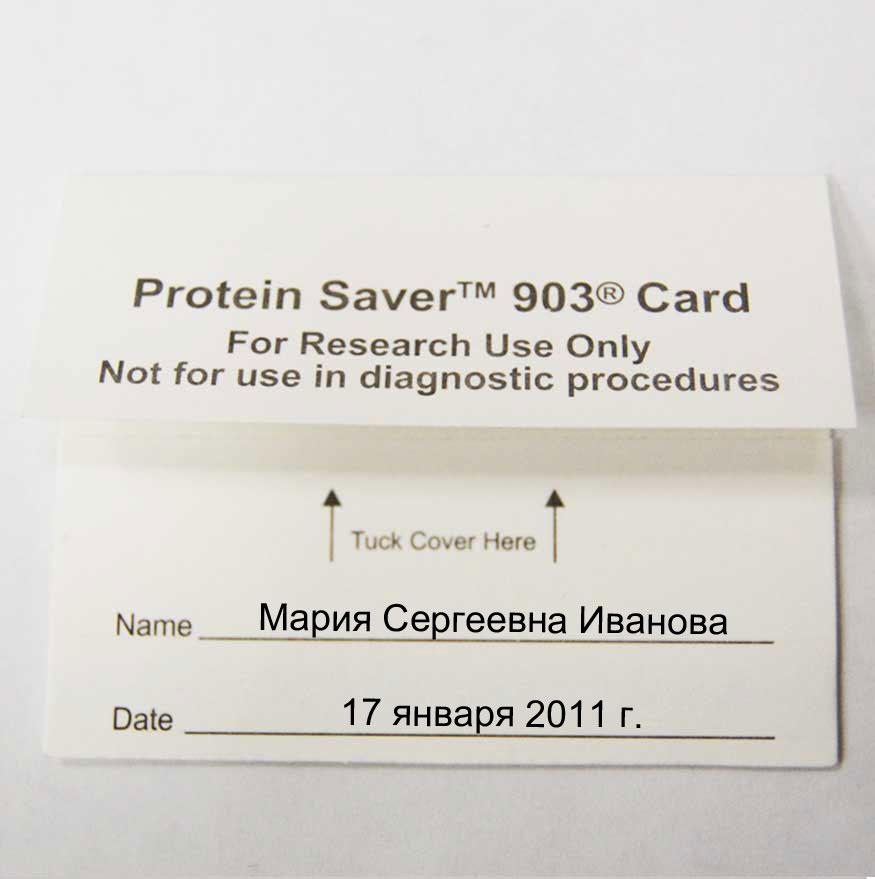 Protein Saver™ 903® Card
For Research Use Only
Not for use in diagnostic procedures
Tuck Cover Here
Name Мария Сергеевна Иванова
Date 17 января 2011 г.